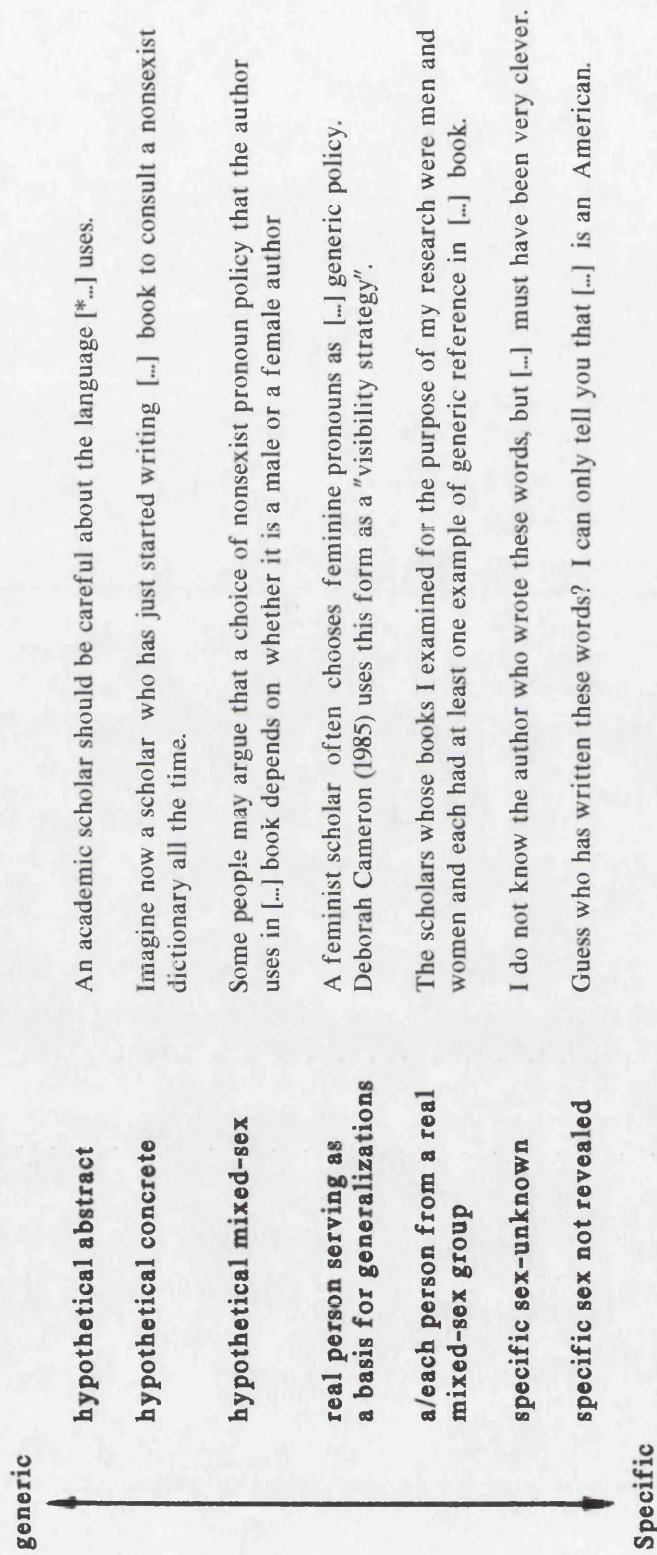 generic
hypothetical abstract
An academic scholar should be careful about the language [*...] uses.
hypothetical concrete
Imagine now a scholar who has just started writing [...] book to consult a nonsexist
dictionary all the time.
hypothetical mixed-sex
Some people may argue that a choice of nonsexist pronoun policy that the author
uses in [...] book depends on whether it is a male or a female author
real person serving as
a basis for generalizations
A feminist scholar often chooses feminine pronouns as [...] generic policy.
Deborah Cameron (1985) uses this form as a "visibility strategy".
a/each person from a real
mixed-sex group
The scholars whose books I examined for the purpose of my research were men and
women and each had at least one example of generic reference in [...] book.
specific sex-unknown
I do not know the author who wrote these words, but [...] must have been very clever.
specific sex not revealed
Guess who has written these words? I can only tell you that [...] is an American.
Specific